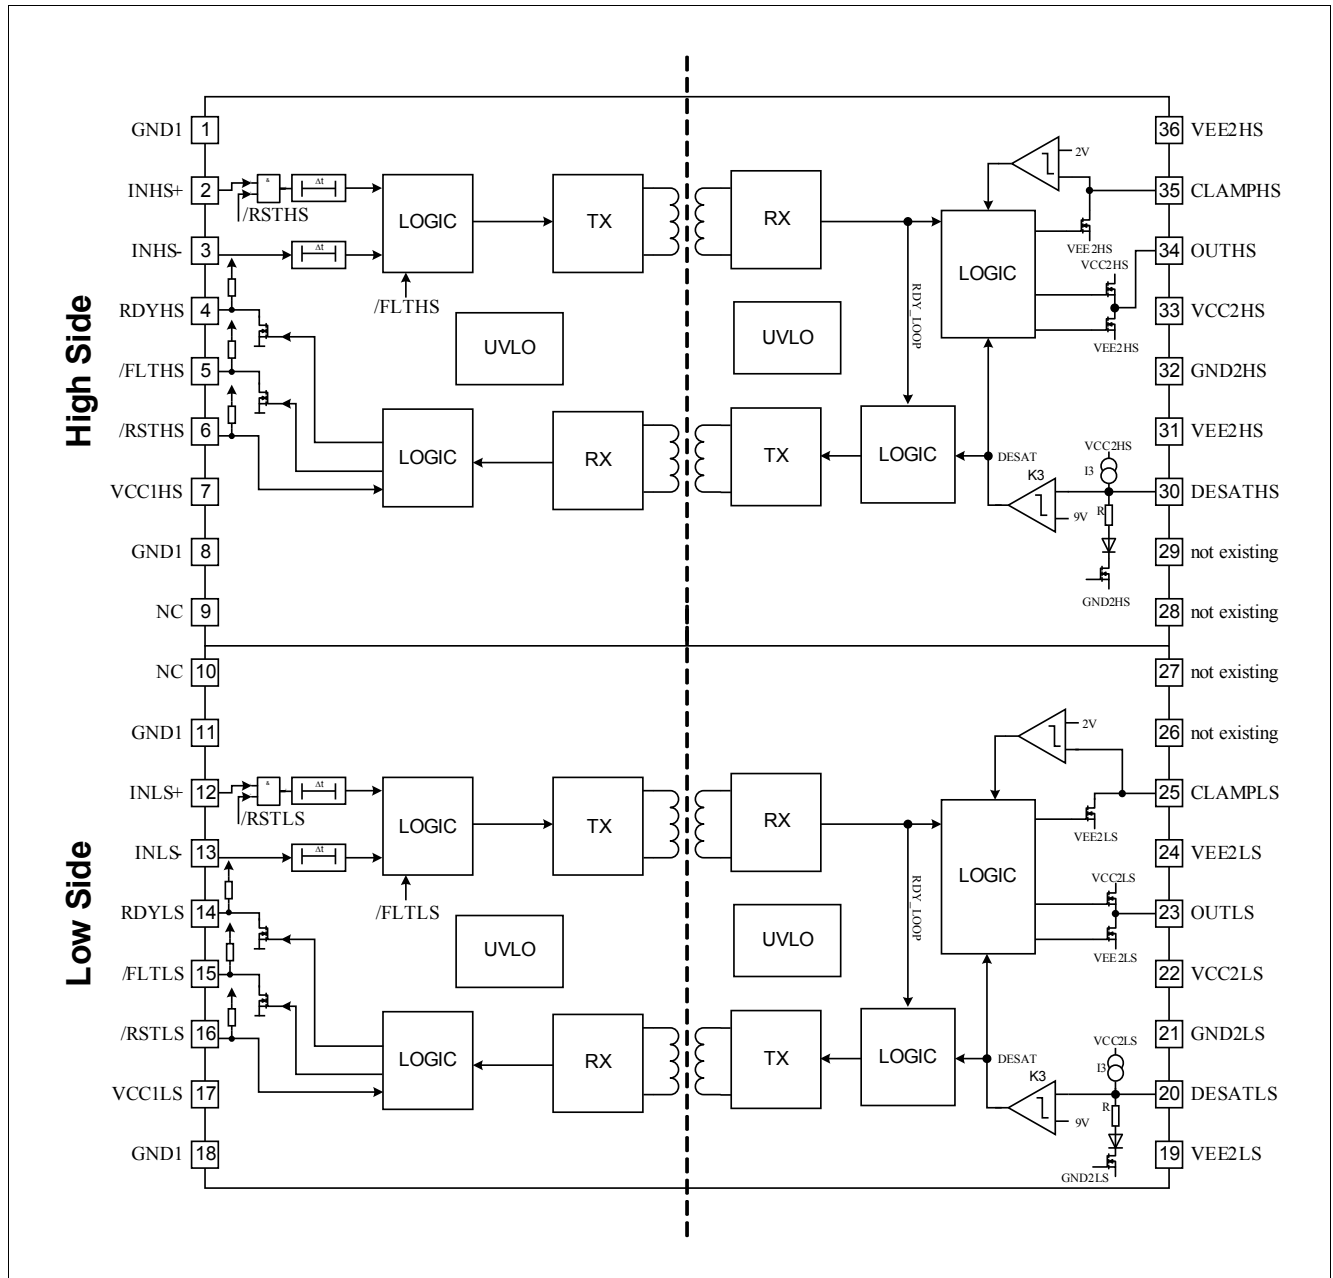 GND1 1
36 VEE2HS
2V
INHS+ 2
&
Δt
35 CLAMPHS
/RSTHS
LOGIC
TX
RX
VEE2HS
INHS- 3
Δt
34 OUTHS
VCC2HS
LOGIC
RDYHS 4
/FLTHS
RDY_LOOP
33 VCC2HS
High Side
UVLO
UVLO
VEE2HS
/FLTHS 5
32 GND2HS
/RSTHS 6
31 VEE2HS
VCC2HS
LOGIC
RX
TX
LOGIC
DESAT
I3
K3
VCC1HS 7
30 DESATHS
9V
R
GND1 8
29 not existing
GND2HS
NC 9
28 not existing
NC 10
27 not existing
2V
GND1 11
26 not existing
INLS+ 12
&
Δt
25 CLAMPLS
/RSTLS
LOGIC
TX
RX
VEE2LS
INLS- 13
Δt
24 VEE2LS
LOGIC
VCC2LS
RDYLS 14
/FLTLS
RDY_LOOP
23 OUTLS
Low Side
UVLO
UVLO
VEE2LS
/FLTLS 15
22 VCC2LS
/RSTLS 16
21 GND2LS
VCC2LS
LOGIC
RX
TX
LOGIC
DESAT
I3
K3
VCC1LS 17
20 DESATLS
9V
R
GND1 18
19 VEE2LS
GND2LS